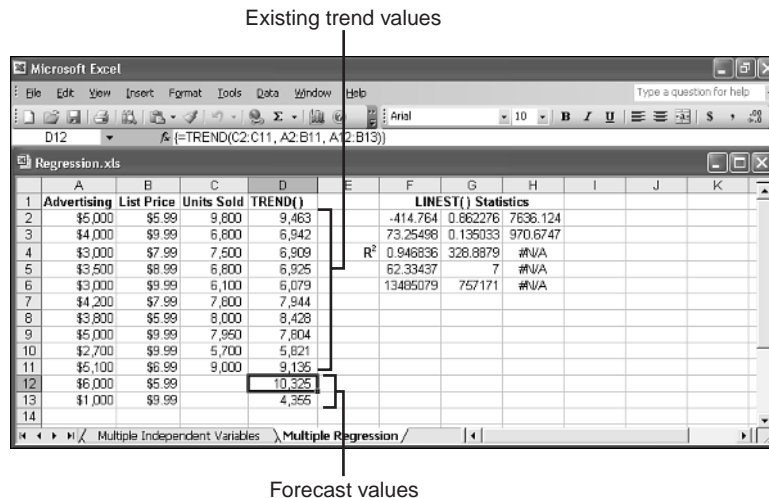 Existing trend values
Microsoft Excel
File Edit View Insert Format Tools Data Window Help Type a question for help
Arial 10 B I U $ ,
D12 fx {=TREND(C2:C11, A2:B11, A12:B13)}
Regression.xls
A B C D E F G H I J K
1 Advertising List Price Units Sold TREND() LINEST() Statistics
2 $5,000 $5.99 9,800 9,463 -414.764 0.862276 7636.124
3 $4,000 $9.99 6,800 6,942 73.25498 0.135033 970.6747
4 $3,000 $7.99 7,500 6,909 R² 0.946836 328.8879 #N/A
5 $3,500 $8.99 6,800 6,925 62.33437 7 #N/A
6 $3,000 $9.99 6,100 6,079 13485079 757171 #N/A
7 $4,200 $7.99 7,800 7,944
8 $3,800 $5.99 8,000 8,428
9 $5,000 $9.99 7,950 7,804
10 $2,700 $9.99 5,700 5,821
11 $5,100 $6.99 9,000 9,135
12 $6,000 $5.99 10,325
13 $1,000 $9.99 4,355
14
Multiple Independent Variables Multiple Regression
Forecast values